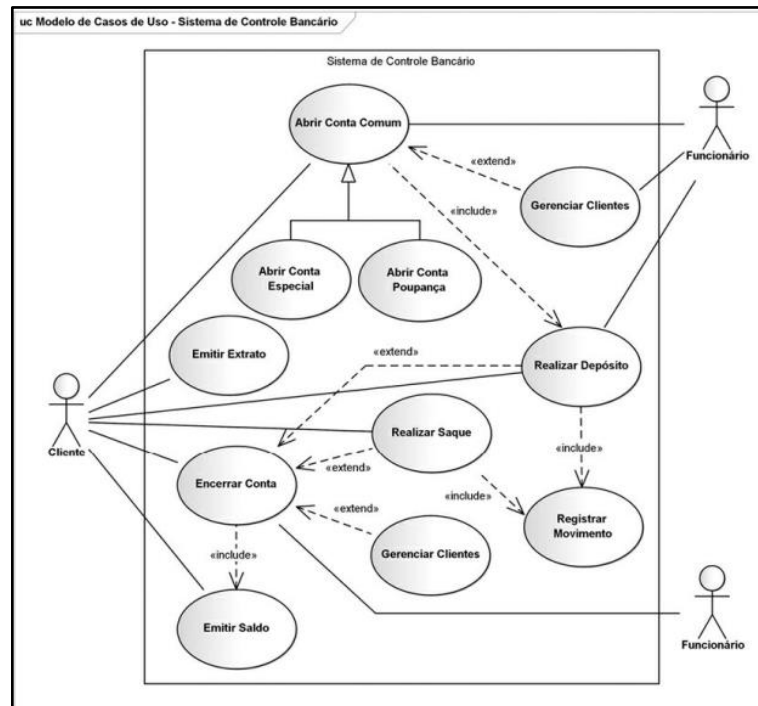 uc Modelo de Casos de Uso - Sistema de Controle Bancário
Sistema de Controle Bancário
Abrir Conta Comum
Funcionário
«extend»
Gerenciar Clientes
«include»
Abrir Conta
Especial
Abrir Conta
Poupança
Emitir Extrato
«extend»
Realizar Depósito
Cliente
Realizar Saque
«extend»
«include»
Encerrar Conta
«include»
«extend»
Registrar
Movimento
Gerenciar Clientes
«include»
Emitir Saldo
Funcionário